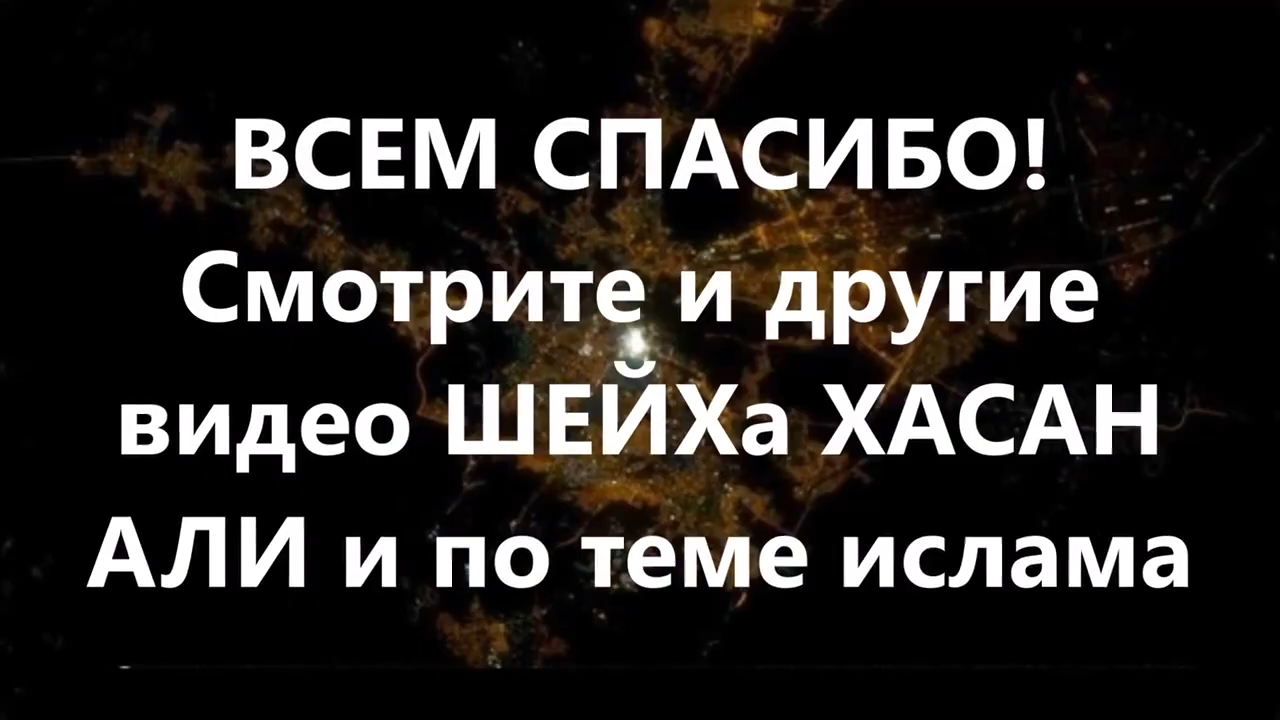 ВСЕМ СПАСИБО!
Смотрите и другие
видео ШЕЙХа ХАСАН
АЛИ и по теме ислама